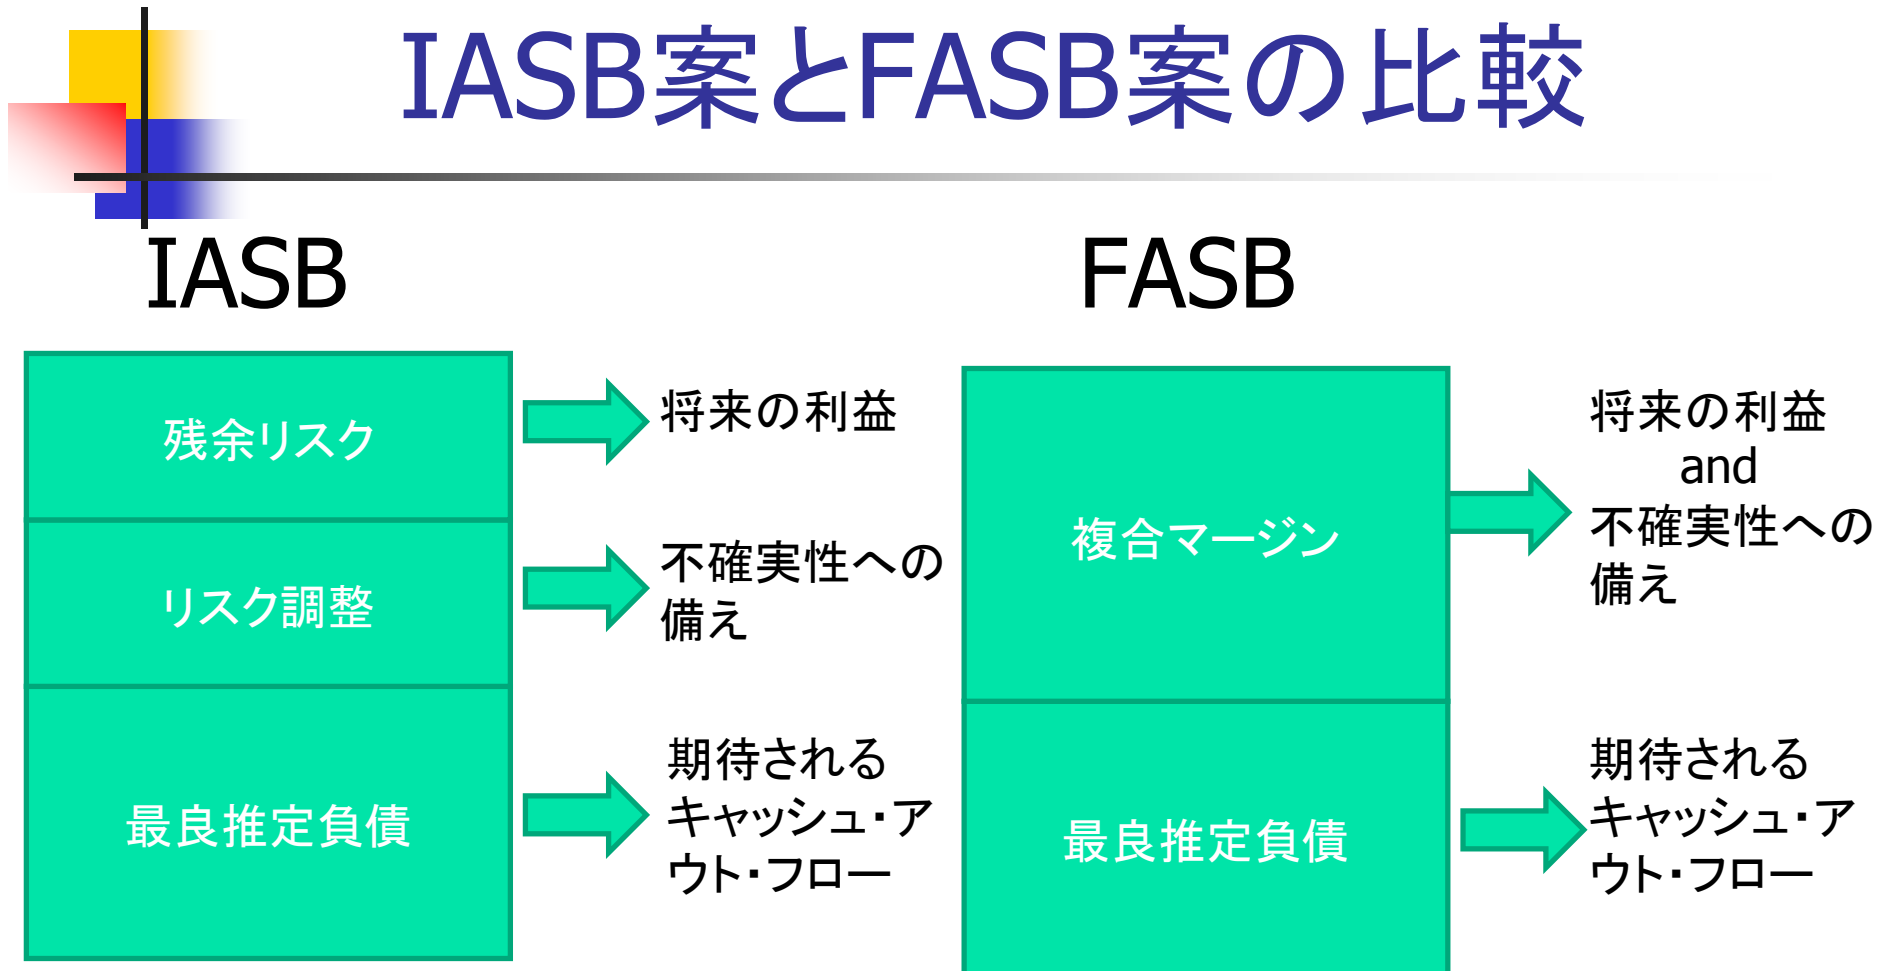 IASB案とFASB案の比較
IASB
残余リスク
将来の利益
リスク調整
不確実性への
備え
最良推定負債
期待される
キャッシュ・ア
ウト・フロー
FASB
複合マージン
将来の利益
and
不確実性への
備え
最良推定負債
期待される
キャッシュ・ア
ウト・フロー